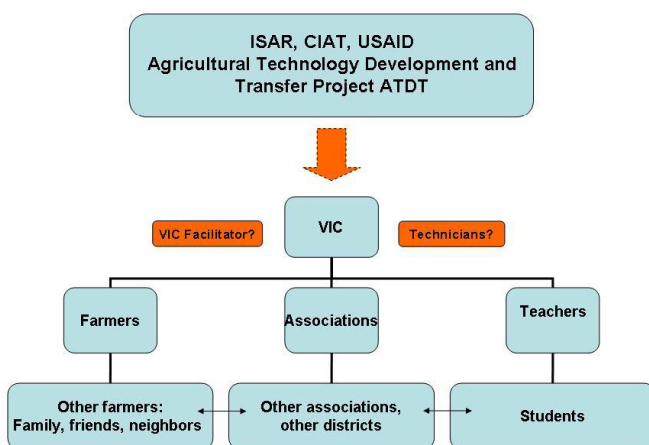 ISAR, CIAT, USAID
Agricultural Technology Development and
Transfer Project ATDT
VIC Facilitator?
VIC
Technicians?
Farmers
Associations
Teachers
Other farmers:
Family, friends, neighbors
Other associations,
other districts
Students